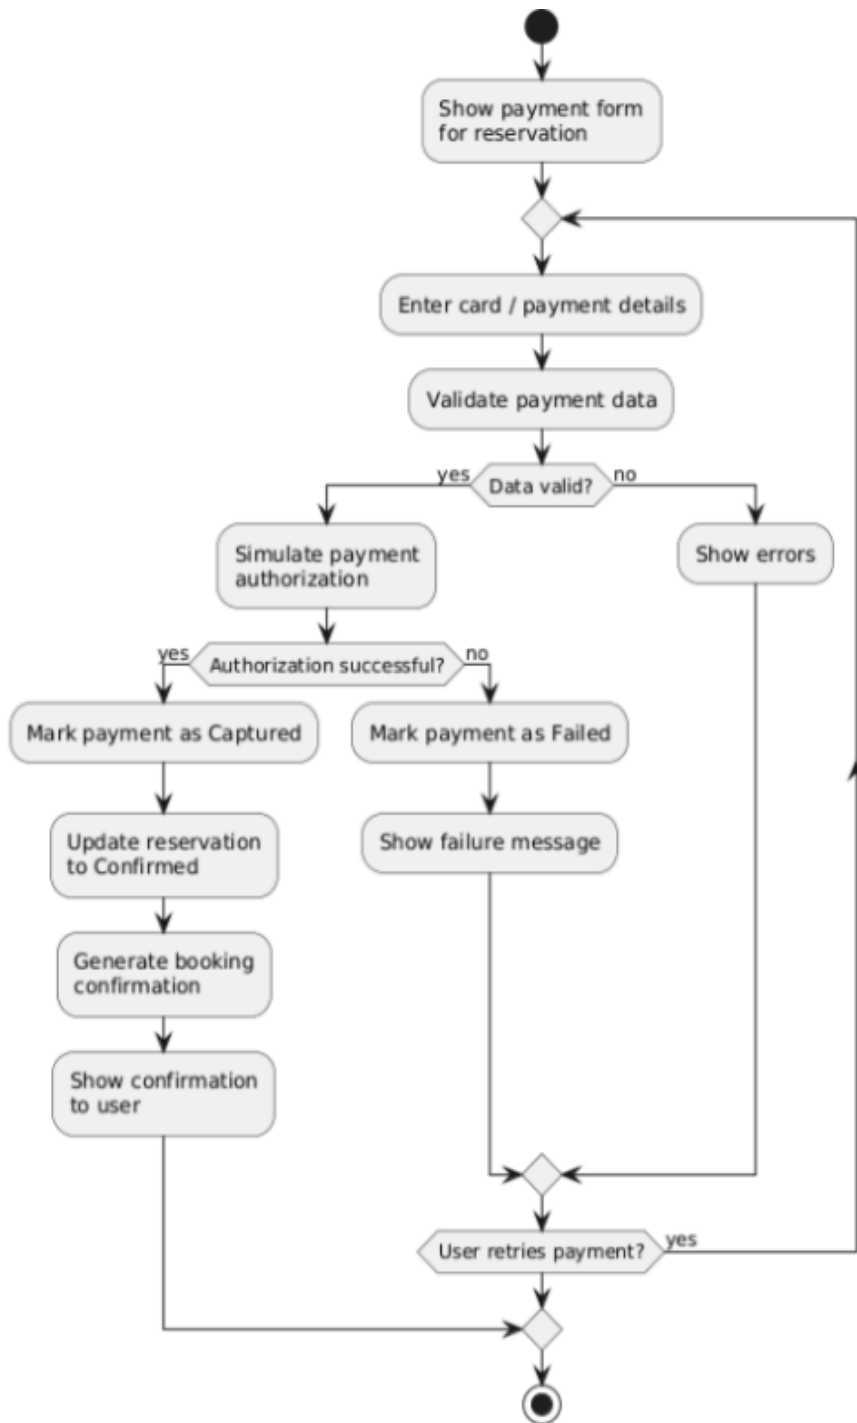 Show payment form
for reservation
Enter card / payment details
Validate payment data
yes
Data valid?
no
Simulate payment
authorization
Show errors
yes
Authorization successful?
no
Mark payment as Captured
Mark payment as Failed
Update reservation
to Confirmed
Show failure message
Generate booking
confirmation
Show confirmation
to user
User retries payment?
yes